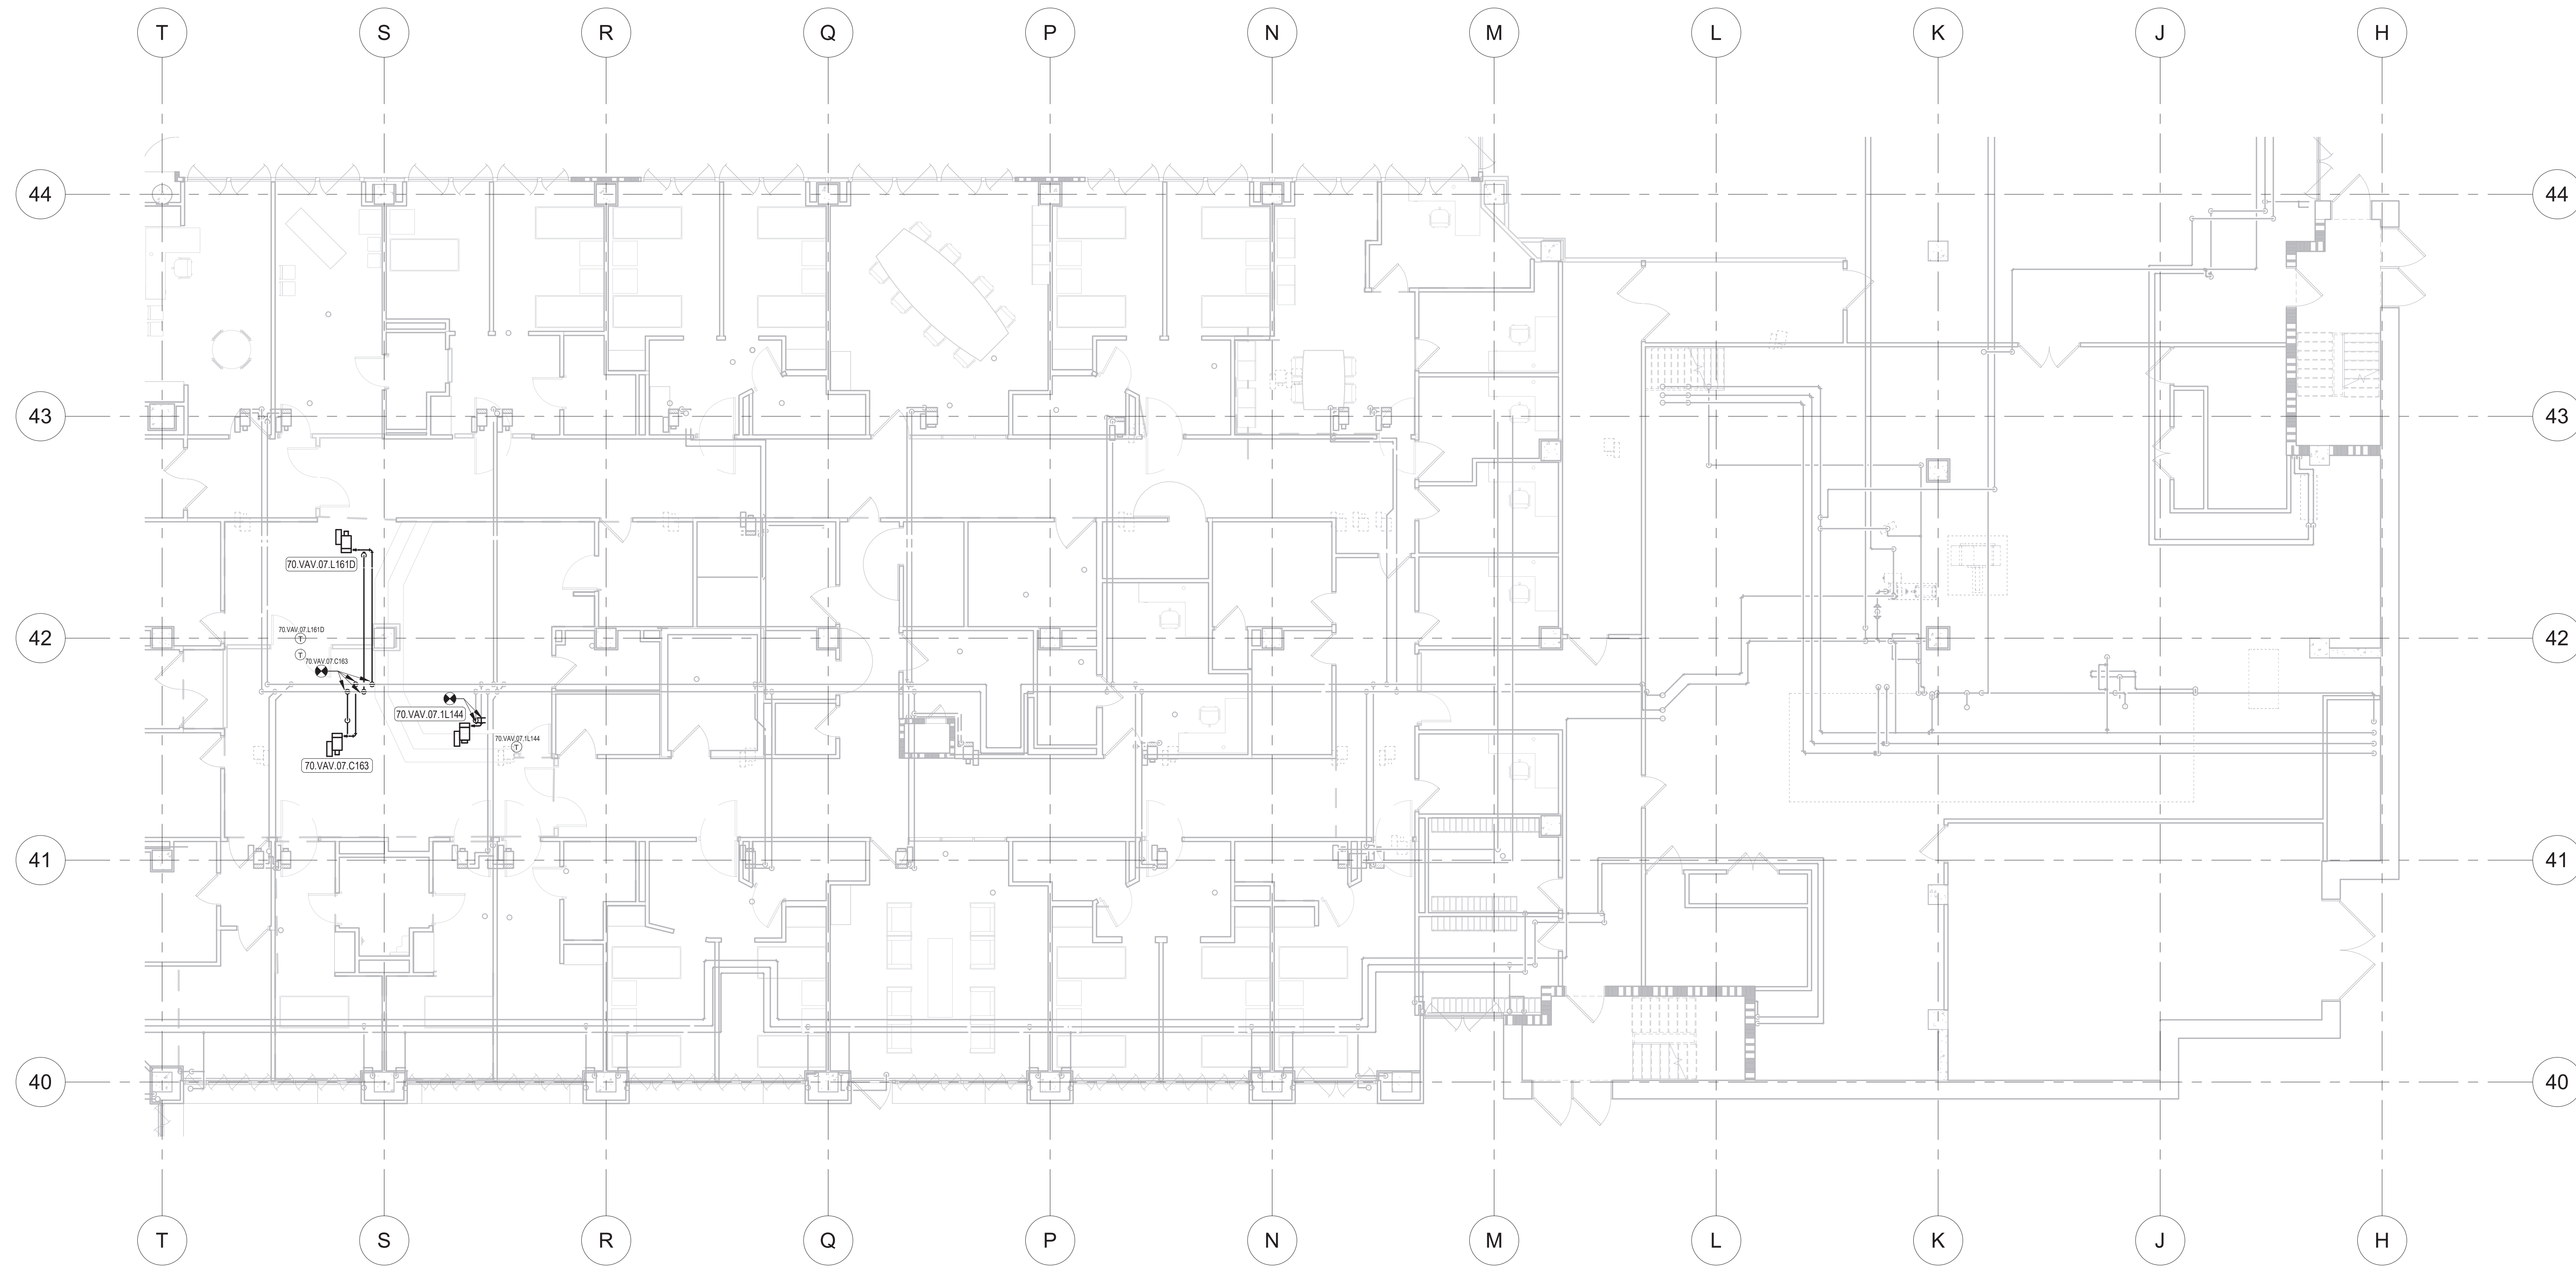 T S R Q P N M L K J H
44 44
43 43
70.VAV.07.L161D
70.VAV.07.L161D
T
42 42
T
70.VAV.07.C163
70.VAV.07.1L144
70.VAV.07.1L144
T
70.VAV.07.C163
41 41
40 40
T S R Q P N M L K J H